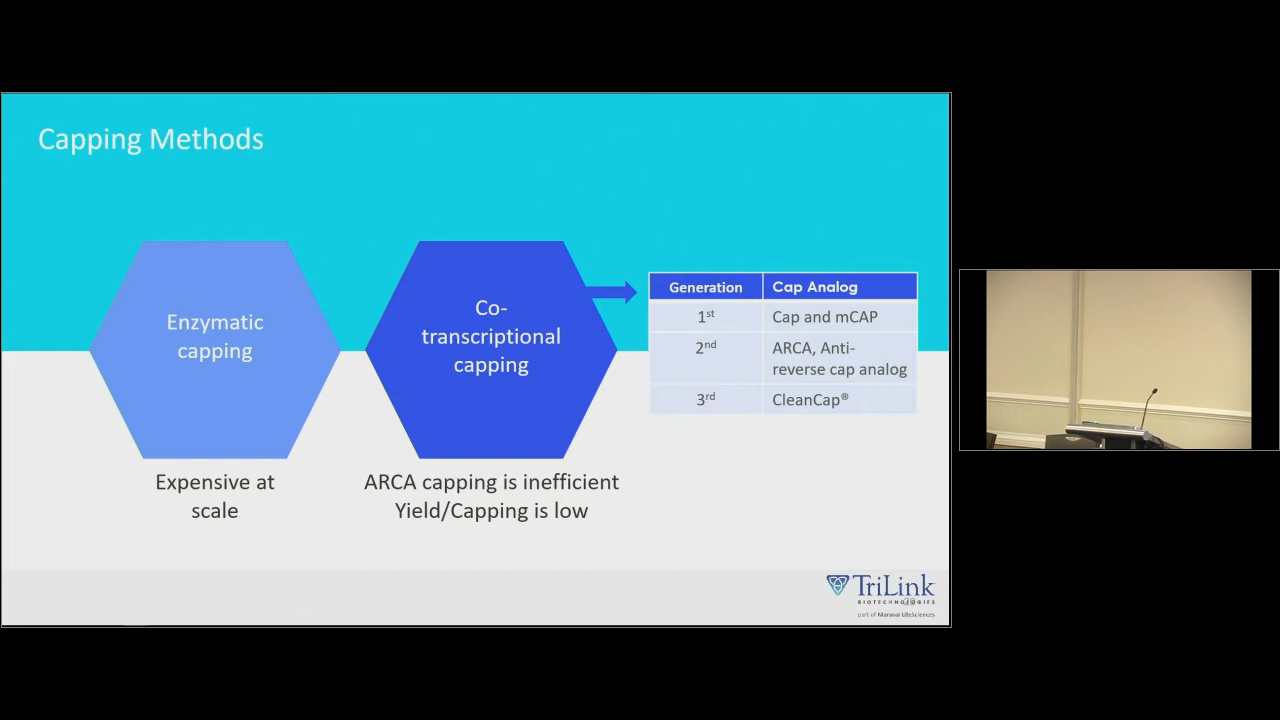 Capping Methods
Enzymatic
capping
Co-
transcriptional
capping
Expensive at
scale
ARCA capping is inefficient
Yield/Capping is low
Generation Cap Analog
1st Cap and mCAP
2nd ARCA, Anti-
reverse cap analog
3rd CleanCap®
TriLink
BIOTECHNOLOGIES
part of Maravai LifeSciences